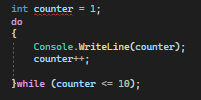 int counter = 1;
do
{
Console.WriteLine(counter);
counter++;
}while (counter <= 10);